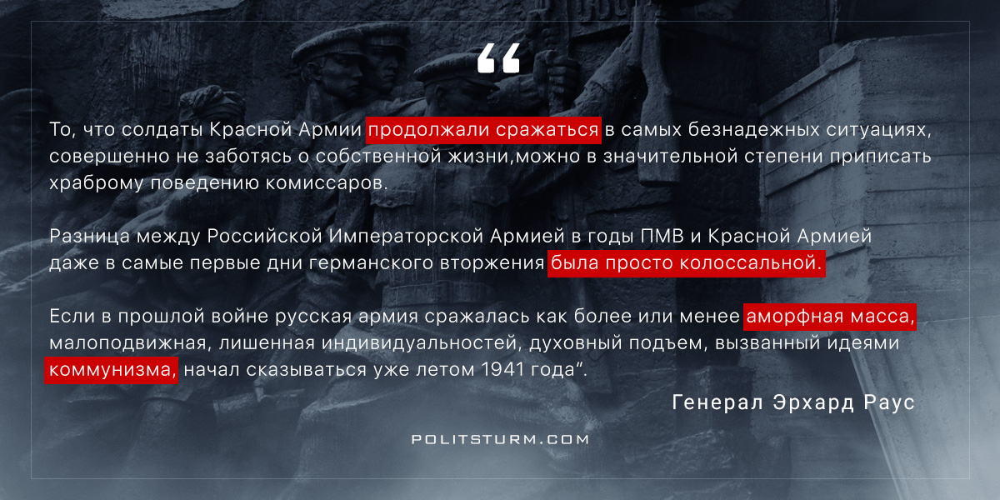 “
То, что солдаты Красной Армии продолжали сражаться в самых безнадежных ситуациях,
совершенно не заботясь о собственной жизни,можно в значительной степени приписать
храброму поведению комиссаров.
Разница между Российской Императорской Армией в годы ПМВ и Красной Армией
даже в самые первые дни германского вторжения была просто колоссальной.
Если в прошлой войне русская армия сражалась как более или менее аморфная масса,
малоподвижная, лишенная индивидуальностей, духовный подъем, вызванный идеями
коммунизма, начал сказываться уже летом 1941 года”.
Генерал Эрхард Раус
POLITSTURM.COM